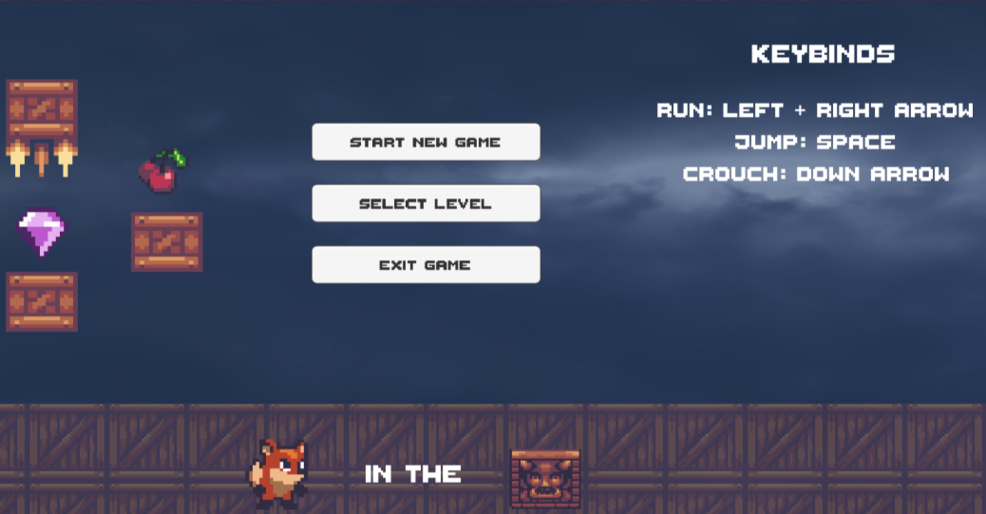 KEYBINDS
RUN: LEFT + RIGHT ARROW
JUMP: SPACE
CROUCH: DOWN ARROW
START NEW GAME
SELECT LEVEL
EXIT GAME
IN THE